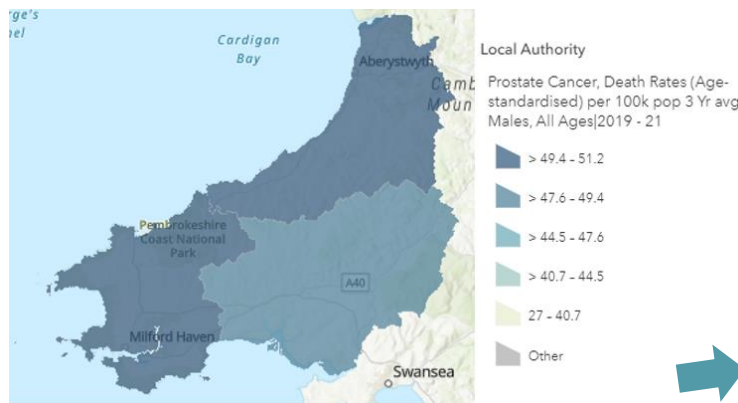 rge's
nel
Cardigan
Bay
Aberystwyth
Camb
Moun
Pembrokeshire
Coast National
Park
A40
Milford Haven
Swansea
Local Authority
Prostate Cancer, Death Rates (Age-
standardised) per 100k pop 3 Yr avg
Males, All Ages|2019 - 21
> 49.4 - 51.2
> 47.6 - 49.4
> 44.5 - 47.6
> 40.7 - 44.5
27 - 40.7
Other